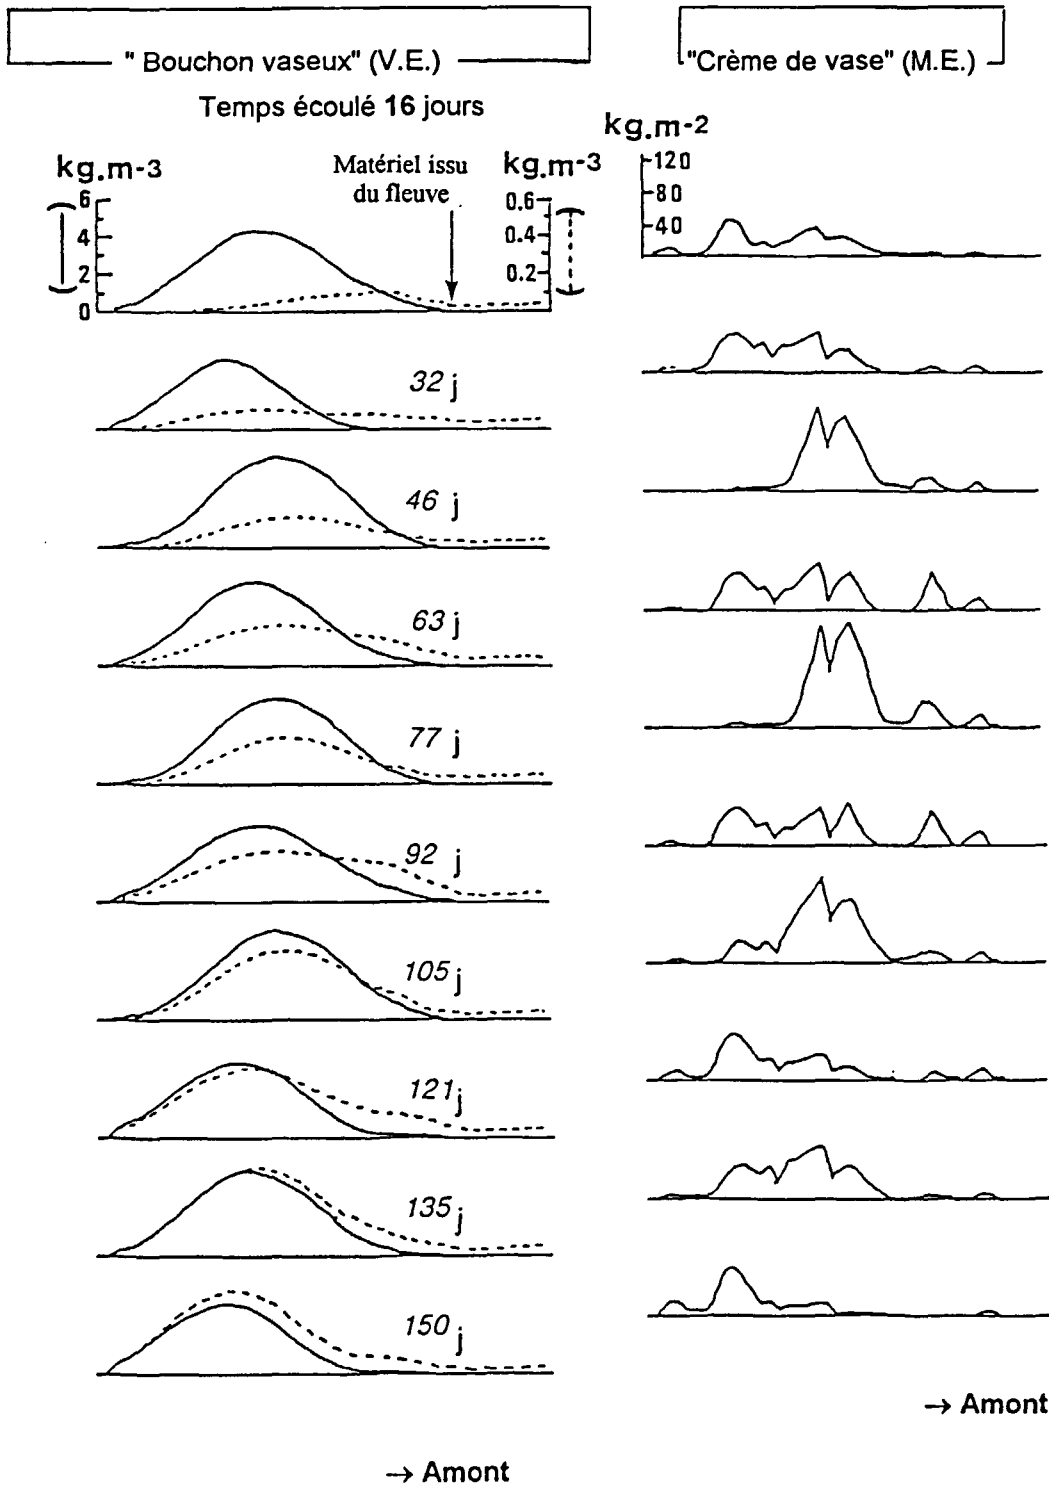 " Bouchon vaseux" (V.E.)
"Crème de vase" (M.E.)
Temps écoulé 16 jours
kg.m-3
Matériel issu
du fleuve
kg.m-3
kg.m-2
6
4
2
0
0.6
0.4
0.2
120
80
40
32 j
46 j
63 j
77 j
92 j
105 j
121 j
135 j
150 j
→ Amont
→ Amont